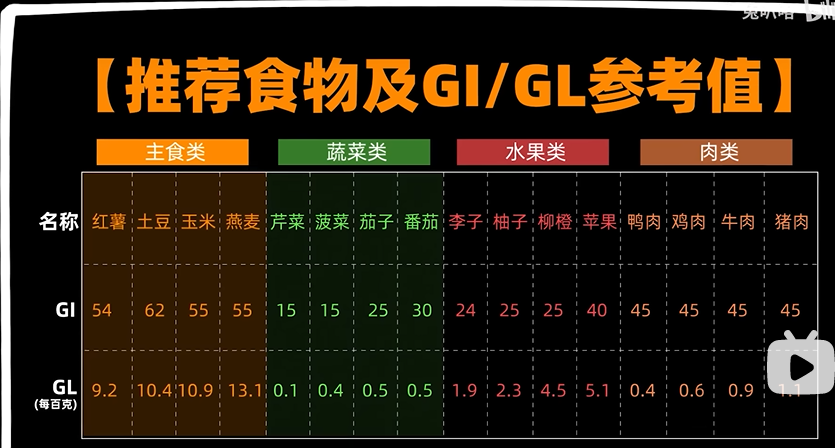 【推荐食物及GI/GL参考值】
主食类 蔬菜类 水果类 肉类
名称 红薯 土豆 玉米 燕麦 芹菜 菠菜 茄子 番茄 李子 柚子 柳橙 苹果 鸭肉 鸡肉 牛肉 猪肉
GI 54 62 55 55 15 15 25 30 24 25 25 40 45 45 45 45
GL 9.2 10.4 10.9 13.1 0.1 0.4 0.5 0.5 1.9 2.3 4.5 5.1 0.4 0.6 0.9 1.1
(每百克)